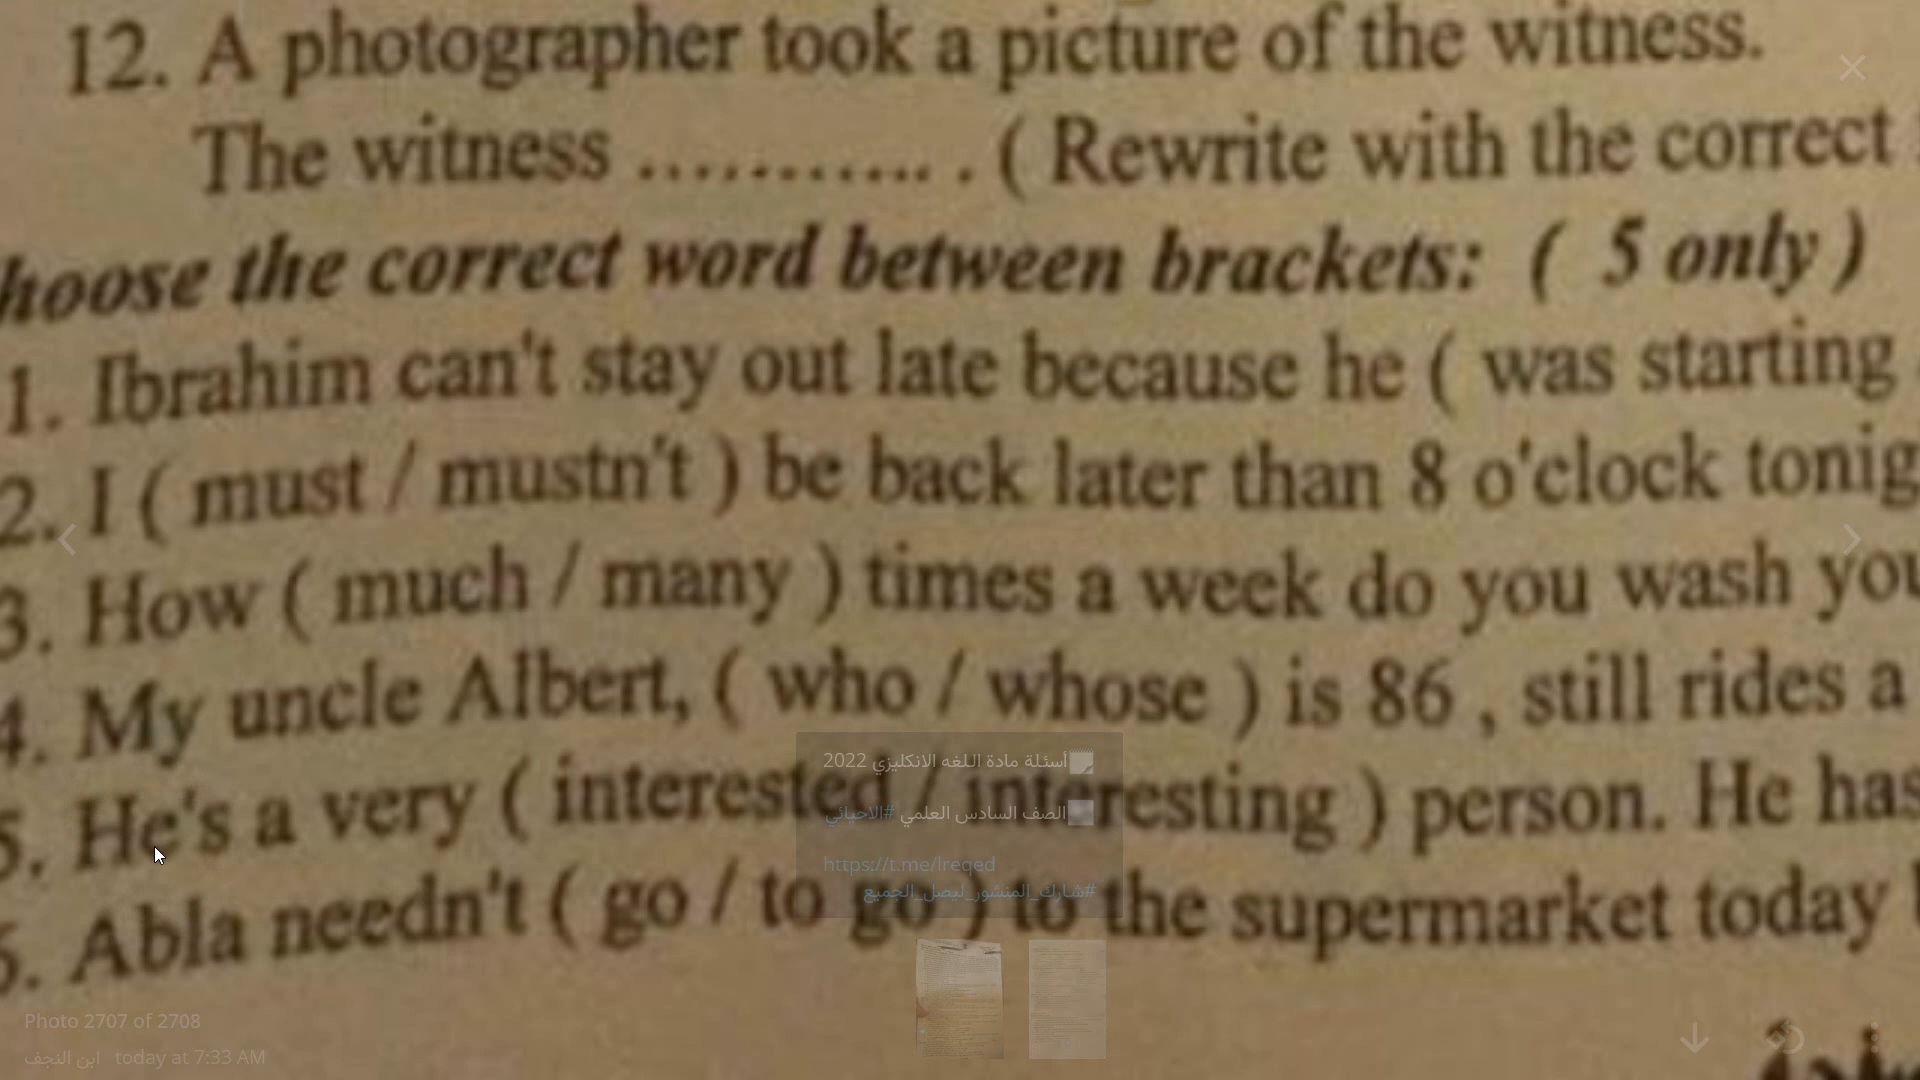 12. A photographer took a picture of the witness.
The witness ............. . ( Rewrite with the correct
hoose the correct word between brackets: ( 5 only )
1. Ibrahim can't stay out late because he ( was starting
2. I ( must / mustn't ) be back later than 8 o'clock tonig
3. How ( much / many ) times a week do you wash you
4. My uncle Albert, ( who / whose ) is 86 , still rides a
5. He's a very ( interested / interesting ) person. He has
6. Abla needn't ( go / to go ) to the supermarket today
أسئلة مادة اللغه الانكليزي 2022
الصف السادس العلمي #الاحيائي
https://t.me/lreqed
#شارك_المنشور_ليصل_الجميع
Photo 2707 of 2708
ابن النجف today at 7:33 AM